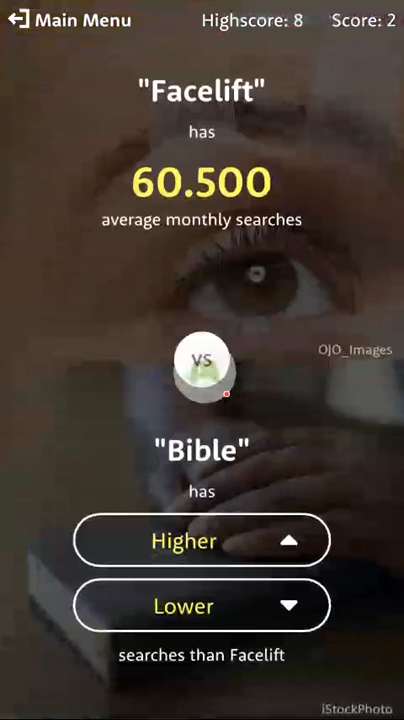 Main Menu
Highscore: 8
Score: 2
"Facelift"
has
60.500
average monthly searches
OJO_Images
VS
"Bible"
has
Higher
Lower
searches than Facelift
iStockPhoto